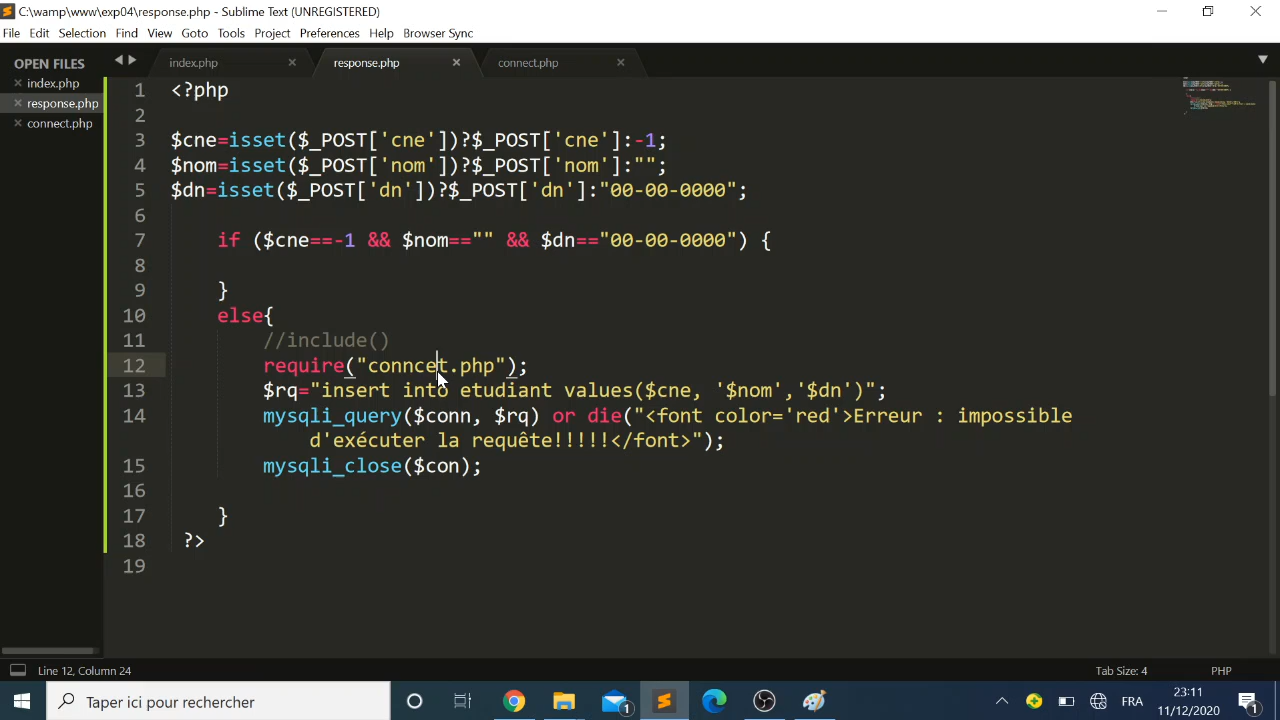 C:\wamp\www\exp04\response.php - Sublime Text (UNREGISTERED)
File Edit Selection Find View Goto Tools Project Preferences Help Browser Sync
OPEN FILES
index.php
response.php
connect.php
index.php response.php connect.php
1 <?php
2
3 $cne=isset($_POST['cne'])?$_POST['cne']:-1;
4 $nom=isset($_POST['nom'])?$_POST['nom']:"";
5 $dn=isset($_POST['dn'])?$_POST['dn']:"00-00-0000";
6
7 if ($cne==-1 && $nom=="" && $dn=="00-00-0000") {
8
9 }
10 else{
11 //include()
12 require("conncet.php");
13 $rq="insert into etudiant values($cne, '$nom','$dn')";
14 mysqli_query($conn, $rq) or die("<font color='red'>Erreur : impossible
d'exécuter la requête!!!!!</font>");
15 mysqli_close($con);
16
17 }
18 ?>
19
Line 12, Column 24 Tab Size: 4 PHP
Taper ici pour rechercher
1
FRA
23:11
11/12/2020
1